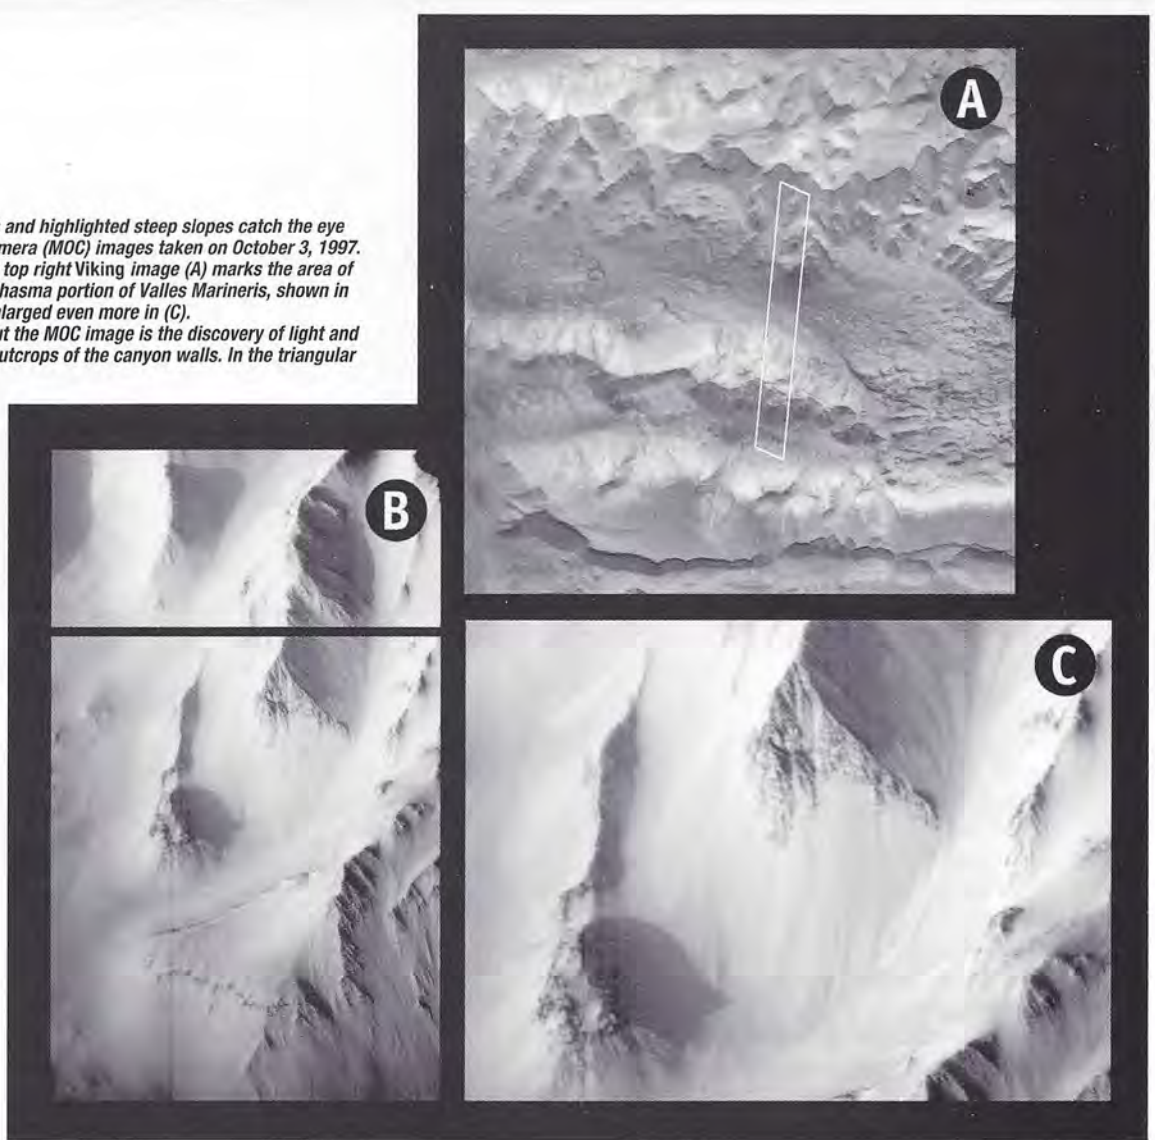 and highlighted steep slopes catch the eye
mera (MOC) images taken on October 3, 1997.
top right Viking image (A) marks the area of
hasma portion of Valles Marineris, shown in
larged even more in (C).
ut the MOC image is the discovery of light and
utcrops of the canyon walls. In the triangular
A
B
C